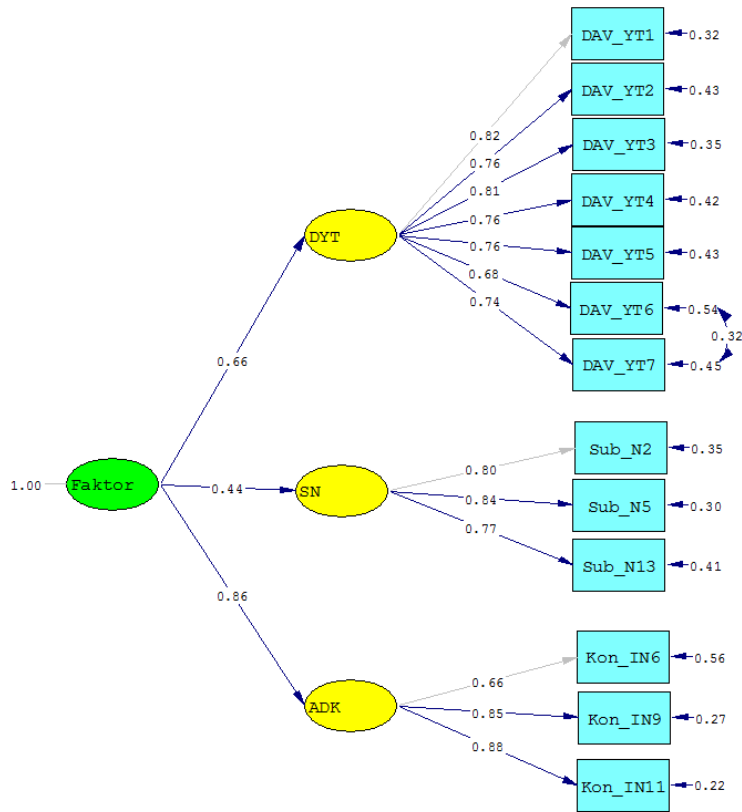 DAV_YT1 0.32
DAV_YT2 0.43
0.82
DAV_YT3 0.35
0.76
0.81
DAV_YT4 0.42
0.76
DYT
0.76
DAV_YT5 0.43
0.68
0.74
DAV_YT6 0.54
0.32
0.66
DAV_YT7 0.45
Sub_N2 0.35
0.80
1.00 Faktor 0.44 SN 0.84 Sub_N5 0.30
0.77
Sub_N13 0.41
0.86
Kon_IN6 0.56
0.66
ADK 0.85 Kon_IN9 0.27
0.88
Kon_IN11 0.22